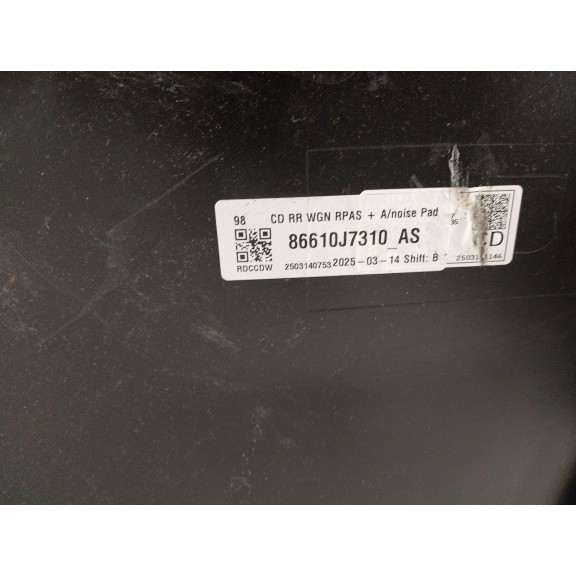 98 CD RR WGN RPAS + A/noise Pad
86610J7310_AS
CD
RDCCDW 2503140753 2025-03-14 Shift: B